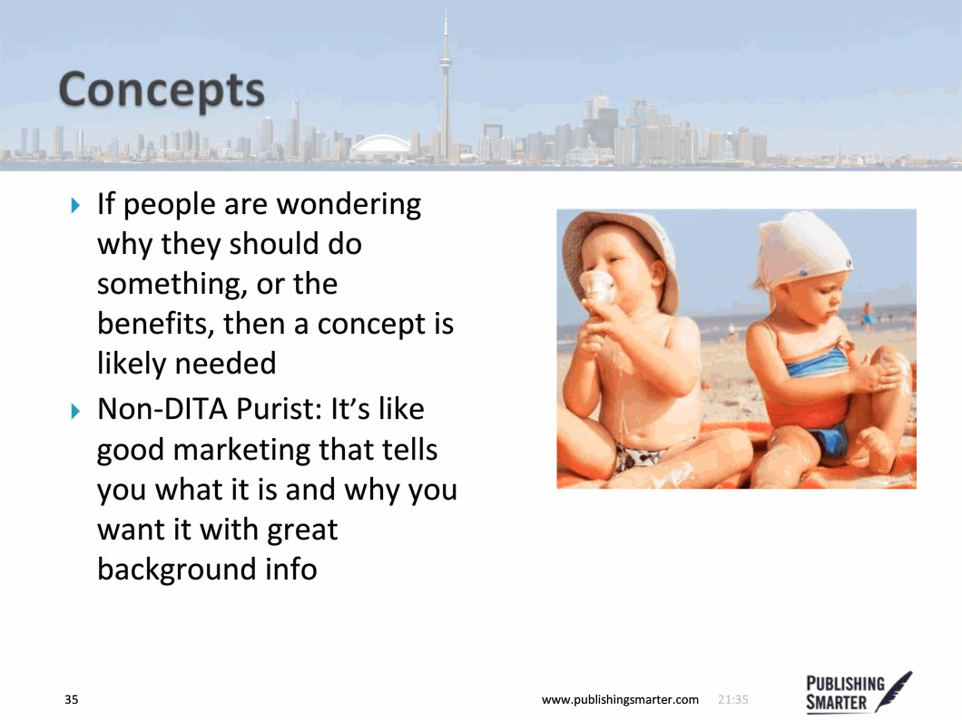 Concepts
If people are wondering
why they should do
something, or the
benefits, then a concept is
likely needed
Non-DITA Purist: It’s like
good marketing that tells
you what it is and why you
want it with great
background info
35
www.publishingsmarter.com
21:35
PUBLISHING
SMARTER